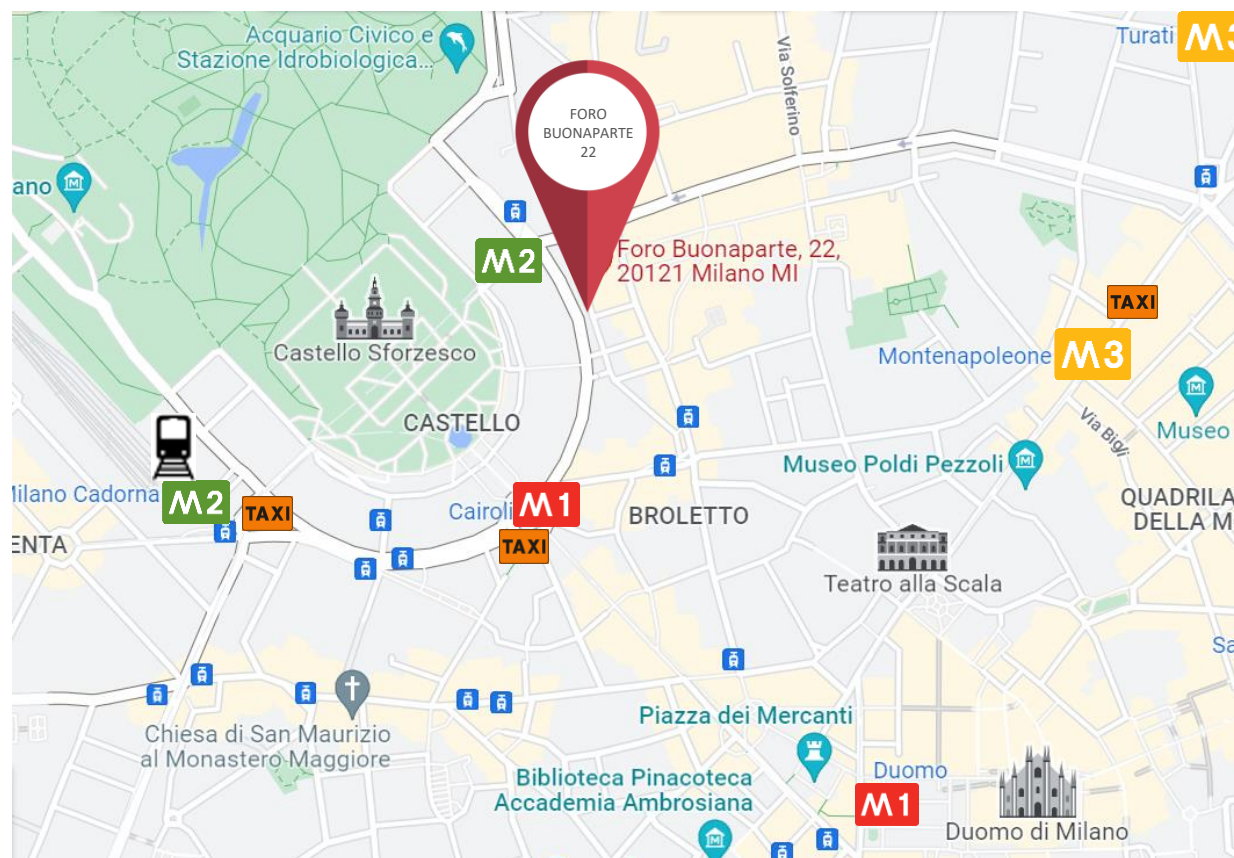 Acquario Civico e
Stazione Idrobiologica...
Turati M3
Via Solferino
FORO
BUONAPARTE
22
ano
M2
Foro Buonaparte, 22,
20121 Milano MI
TAXI
Castello Sforzesco
Montenapoleone M3
CASTELLO
Via Bigli
Museo
Museo Poldi Pezzoli
Milano Cadorna M2
TAXI
Cairoli M1
TAXI
BROLETTO
QUADRILA
DELLA M
ENTA
Teatro alla Scala
Sa
Chiesa di San Maurizio
al Monastero Maggiore
Piazza dei Mercanti
Biblioteca Pinacoteca
Accademia Ambrosiana
Duomo
M1
Duomo di Milano